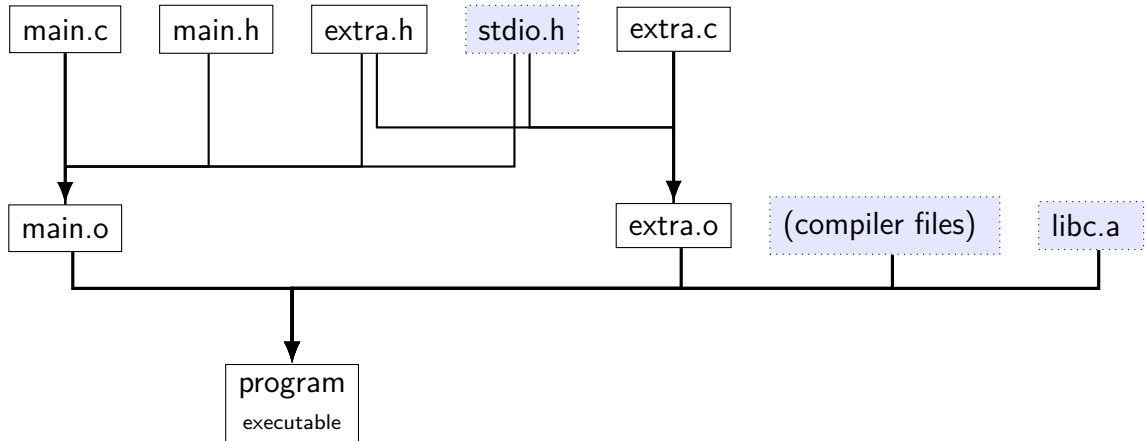 main.c
main.h
extra.h
stdio.h
extra.c
main.o
extra.o
(compiler files)
libc.a
program
executable